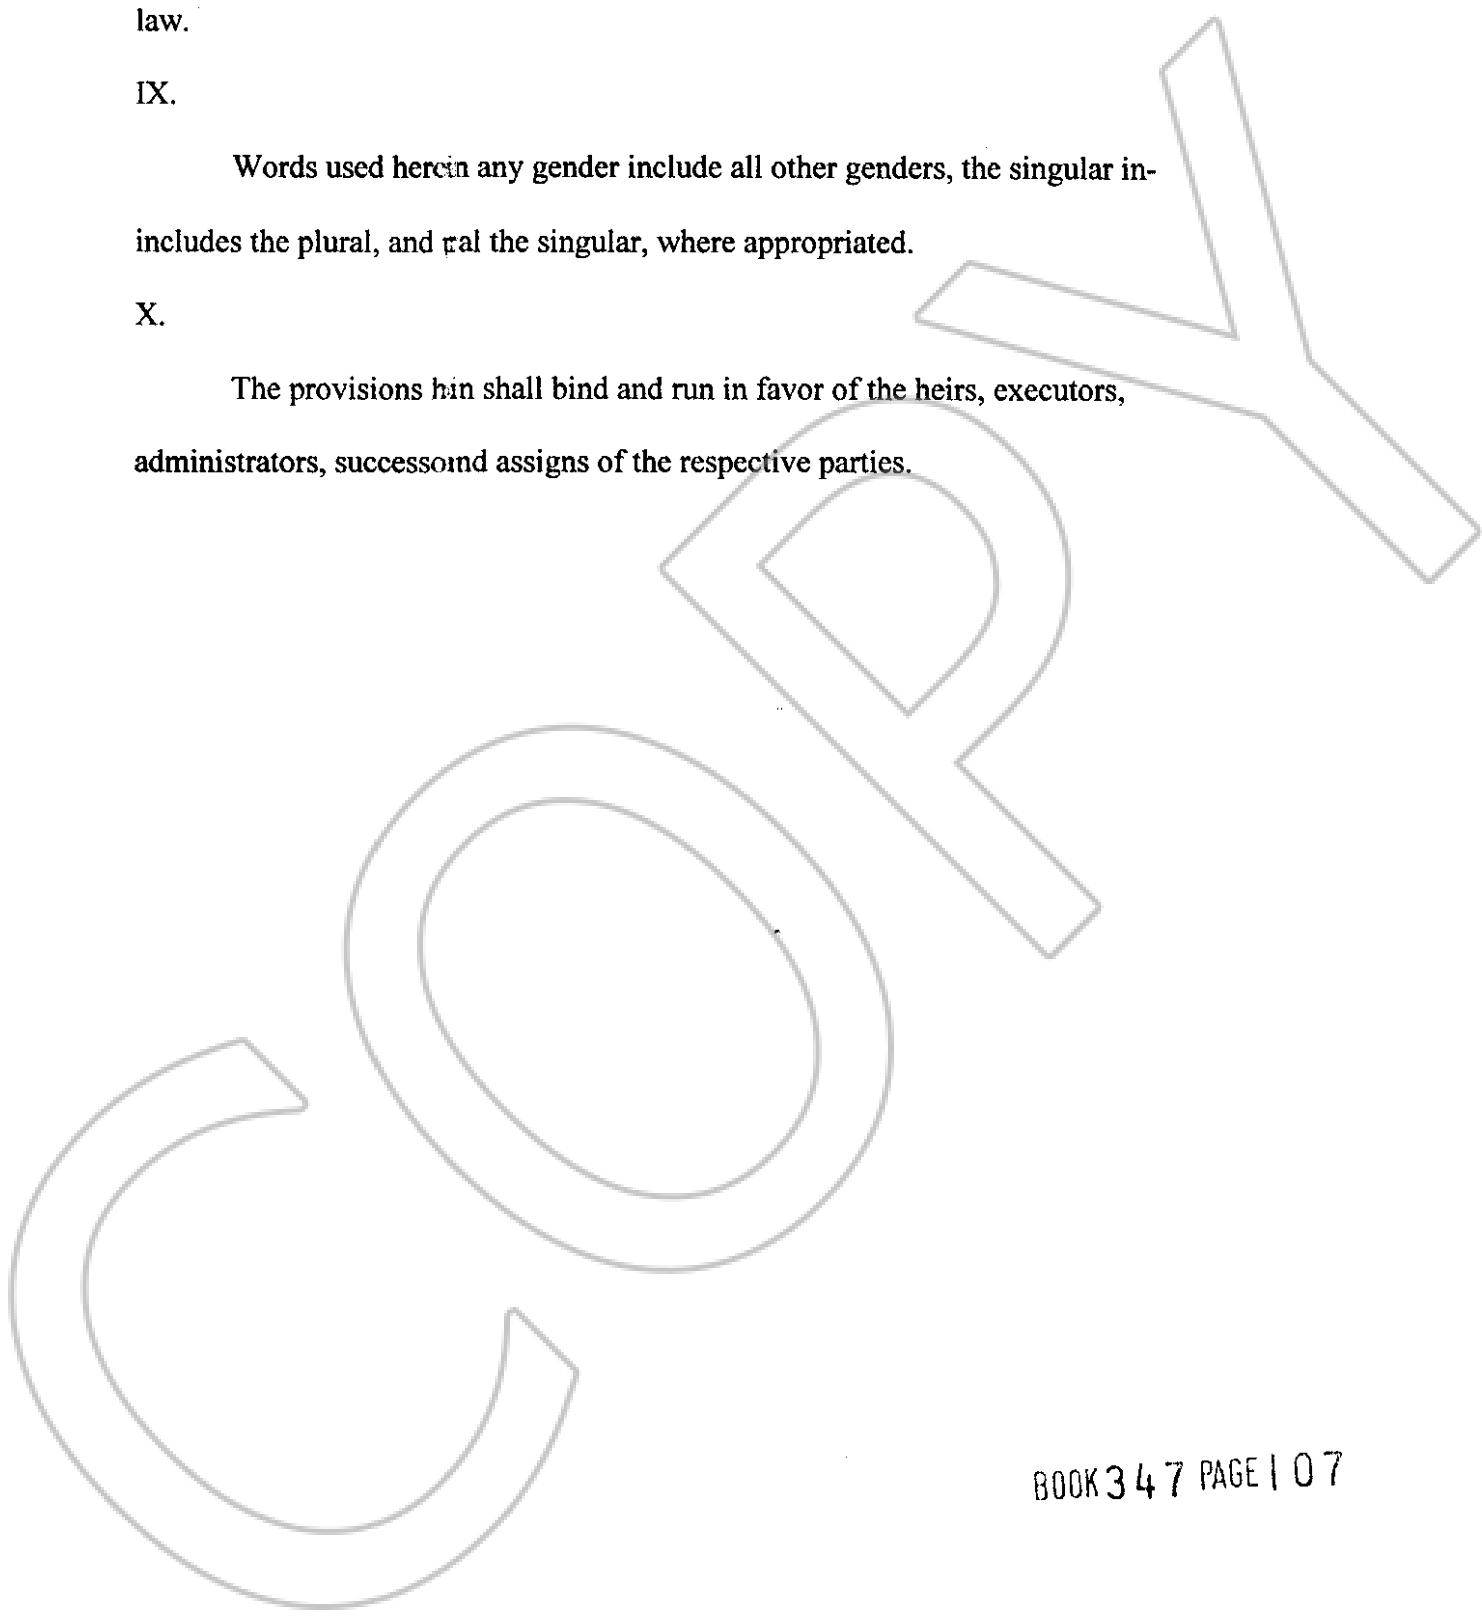 law.
IX.
Words used herein any gender include all other genders, the singular in-
includes the plural, and ral the singular, where appropriated.
X.
The provisions hin shall bind and run in favor of the heirs, executors,
administrators, successornd assigns of the respective parties.
COPY
BOOK 347 PAGE 107